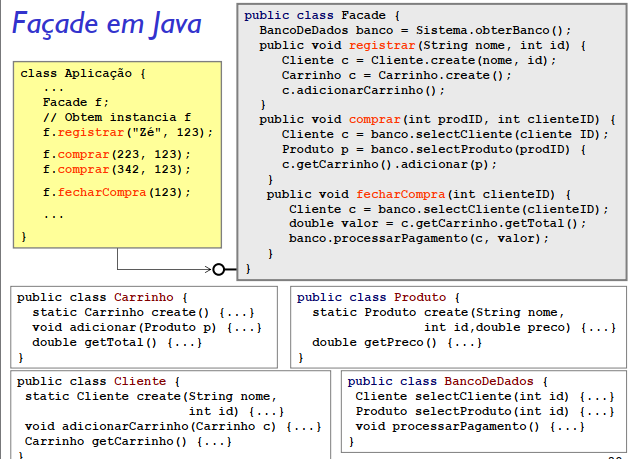 Façade em Java
public class Facade {
BancoDeDados banco = Sistema.obterBanco();
public void registrar(String nome, int id) {
Cliente c = Cliente.create(nome, id);
Carrinho c = Carrinho.create();
c.adicionarCarrinho();
}
public void comprar(int prodID, int clienteID) {
Cliente c = banco.selectCliente(cliente ID);
Produto p = banco.selectProduto(prodID) {
c.getCarrinho().adicionar(p);
}
public void fecharCompra(int clienteID) {
Cliente c = banco.selectCliente(clienteID);
double valor = c.getCarrinho.getTotal();
banco.processarPagamento(c, valor);
}
}
class Aplicação {
...
Facade f;
// Obtem instancia f
f.registrar("Zé", 123);
f.comprar(223, 123);
f.comprar(342, 123);
f.fecharCompra(123);
...
}
public class Carrinho {
static Carrinho create() {...}
void adicionar(Produto p) {...}
double getTotal() {...}
}
public class Produto {
static Produto create(String nome,
int id,double preco) {...}
double getPreco() {...}
}
public class Cliente {
static Cliente create(String nome,
int id) {...}
void adicionarCarrinho(Carrinho c) {...}
Carrinho getCarrinho() {...}
}
public class BancoDeDados {
Cliente selectCliente(int id) {...}
Produto selectProduto(int id) {...}
void processarPagamento() {...}
}